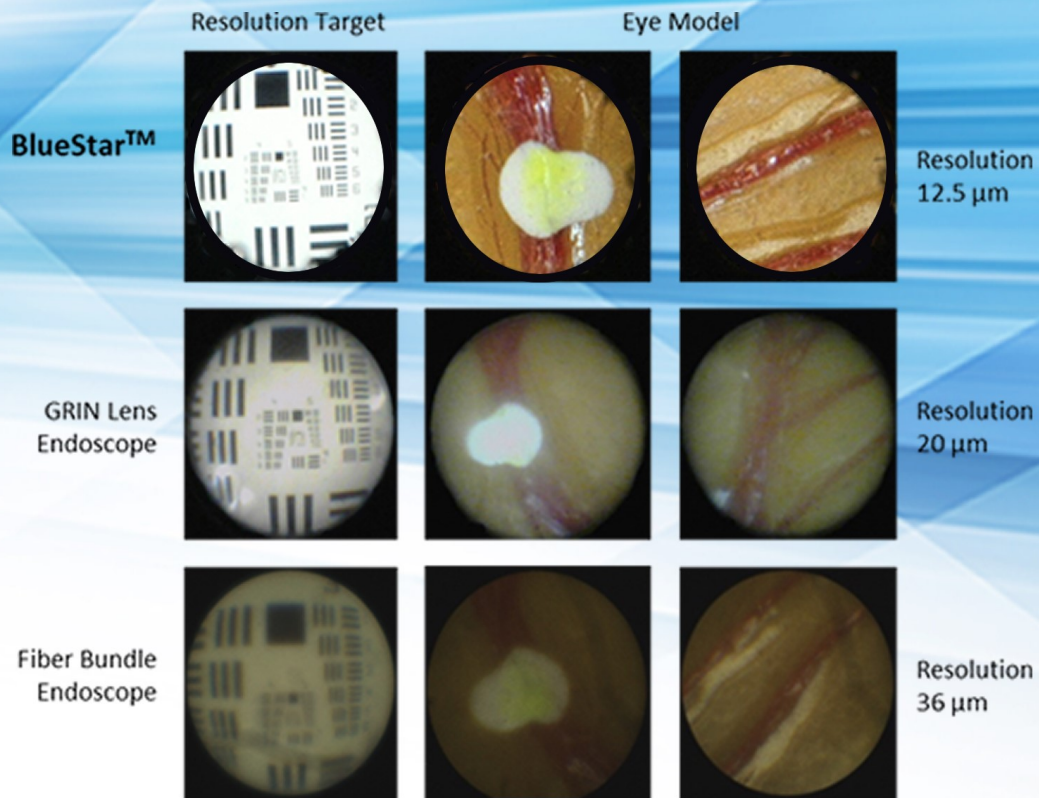 Resolution Target
Eye Model
BlueStar™
Resolution
12.5 µm
GRIN Lens
Endoscope
Resolution
20 µm
Fiber Bundle
Endoscope
Resolution
36 µm